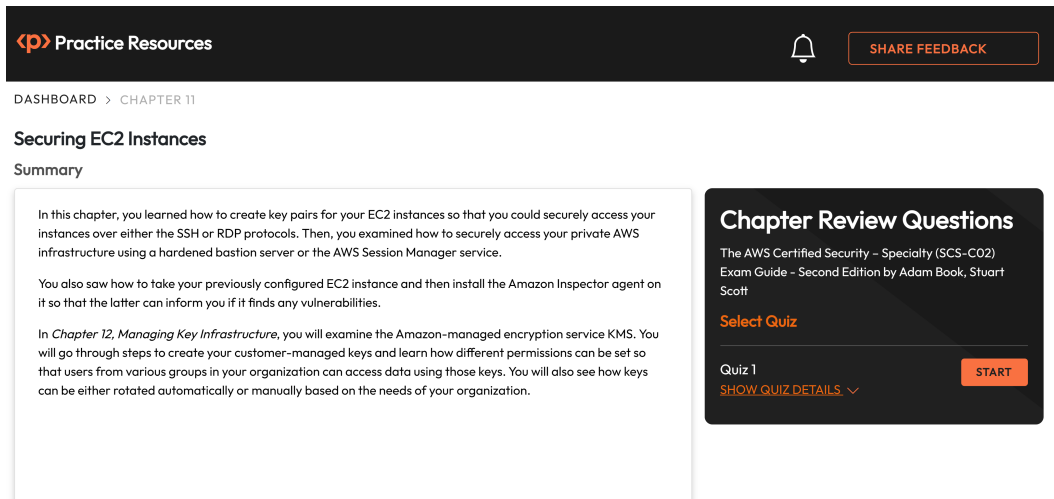 <p> Practice Resources
SHARE FEEDBACK
DASHBOARD > CHAPTER 11
Securing EC2 Instances
Summary
In this chapter, you learned how to create key pairs for your EC2 instances so that you could securely access your
instances over either the SSH or RDP protocols. Then, you examined how to securely access your private AWS
infrastructure using a hardened bastion server or the AWS Session Manager service.
You also saw how to take your previously configured EC2 instance and then install the Amazon Inspector agent on
it so that the latter can inform you if it finds any vulnerabilities.
In Chapter 12, Managing Key Infrastructure, you will examine the Amazon-managed encryption service KMS. You
will go through steps to create your customer-managed keys and learn how different permissions can be set so
that users from various groups in your organization can access data using those keys. You will also see how keys
can be either rotated automatically or manually based on the needs of your organization.
Chapter Review Questions
The AWS Certified Security – Specialty (SCS-C02)
Exam Guide - Second Edition by Adam Book, Stuart
Scott
Select Quiz
Quiz 1
START
SHOW QUIZ DETAILS